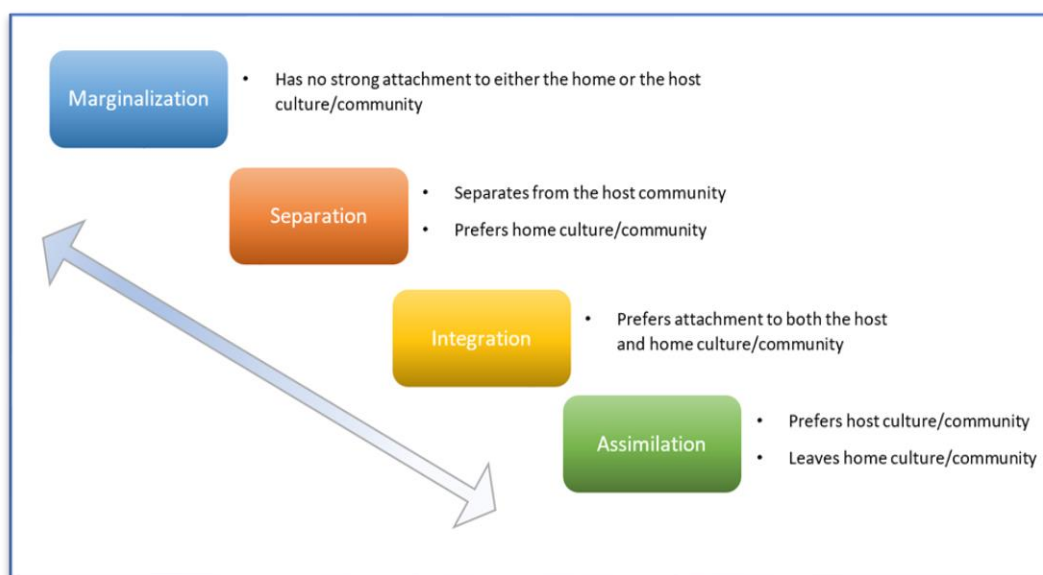 Marginalization
• Has no strong attachment to either the home or the host
culture/community
Separation
• Separates from the host community
• Prefers home culture/community
Integration
• Prefers attachment to both the host
and home culture/community
Assimilation
• Prefers host culture/community
• Leaves home culture/community